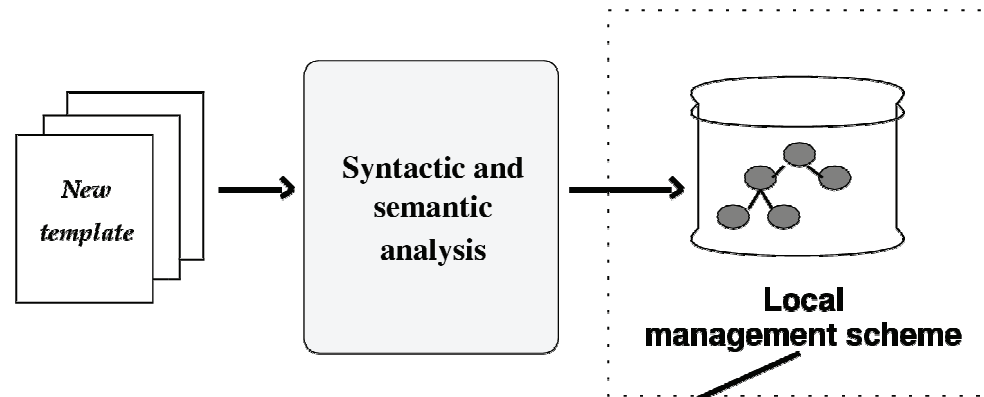 New
template
Syntactic and
semantic
analysis
Local
management scheme